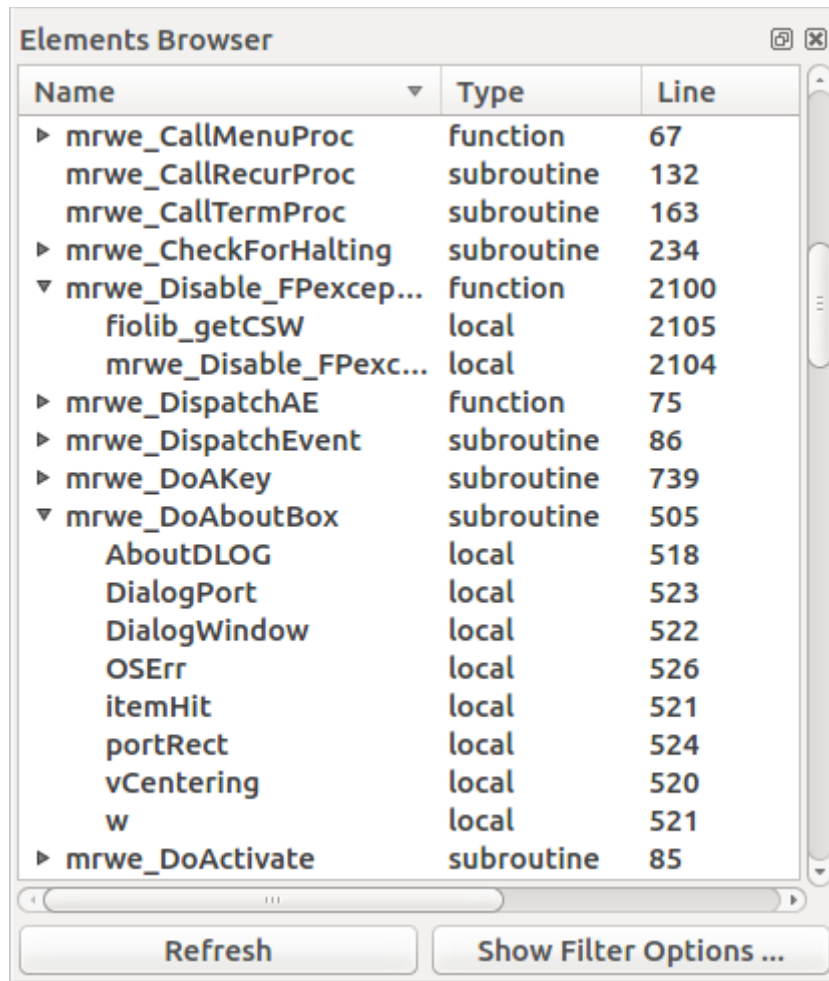 Elements Browser
Name Type Line
mrwe_CallMenuProc function 67
mrwe_CallRecurProc subroutine 132
mrwe_CallTermProc subroutine 163
mrwe_CheckForHalting subroutine 234
mrwe_Disable_FPexcep... function 2100
fiolib_getCSW local 2105
mrwe_Disable_FPexc... local 2104
mrwe_DispatchAE function 75
mrwe_DispatchEvent subroutine 86
mrwe_DoAKey subroutine 739
mrwe_DoAboutBox subroutine 505
AboutDLOG local 518
DialogPort local 523
DialogWindow local 522
OSErr local 526
itemHit local 521
portRect local 524
vCentering local 520
w local 521
mrwe_DoActivate subroutine 85
Refresh Show Filter Options ...